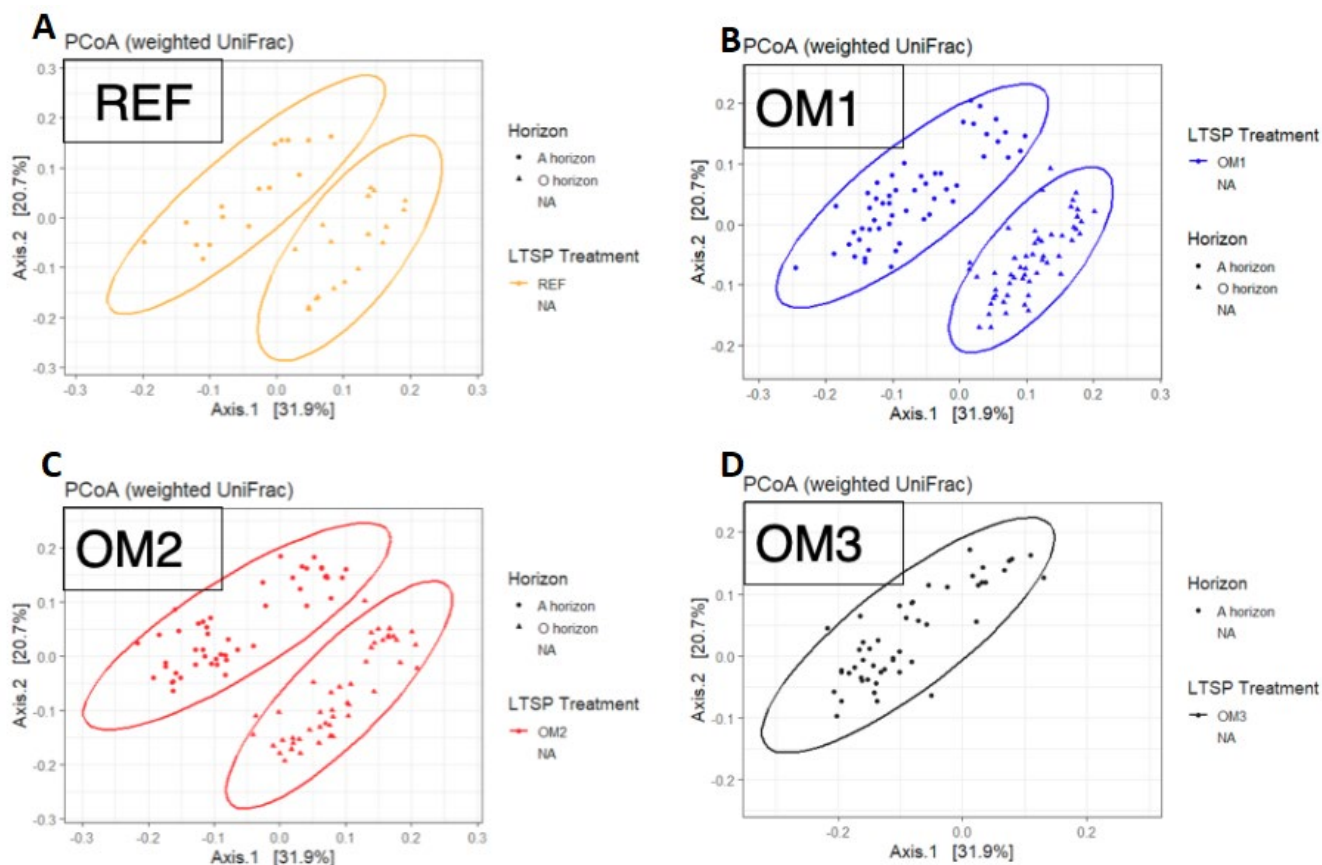 A
PCoA (weighted UniFrac)
REF
0.3
0.2
0.1
0.0
-0.1
-0.2
-0.3
Axis.2 [20.7%]
-0.3 -0.2 -0.1 0.0 0.1 0.2 0.3
Axis.1 [31.9%]
Horizon
A horizon
O horizon
NA
LTSP Treatment
REF
NA
B
PCoA (weighted UniFrac)
OM1
0.2
0.1
0.0
-0.1
-0.2
Axis.2 [20.7%]
-0.3 -0.2 -0.1 0.0 0.1 0.2 0.3
Axis.1 [31.9%]
LTSP Treatment
OM1
NA
Horizon
A horizon
O horizon
NA
C
PCoA (weighted UniFrac)
OM2
0.2
0.1
0.0
-0.1
-0.2
-0.3
Axis.2 [20.7%]
-0.3 -0.2 -0.1 0.0 0.1 0.2 0.3
Axis.1 [31.9%]
Horizon
A horizon
O horizon
NA
LTSP Treatment
OM2
NA
D
PCoA (weighted UniFrac)
OM3
0.2
0.1
0.0
-0.1
-0.2
Axis.2 [20.7%]
-0.2 0.0 0.2
Axis.1 [31.9%]
Horizon
A horizon
NA
LTSP Treatment
OM3
NA